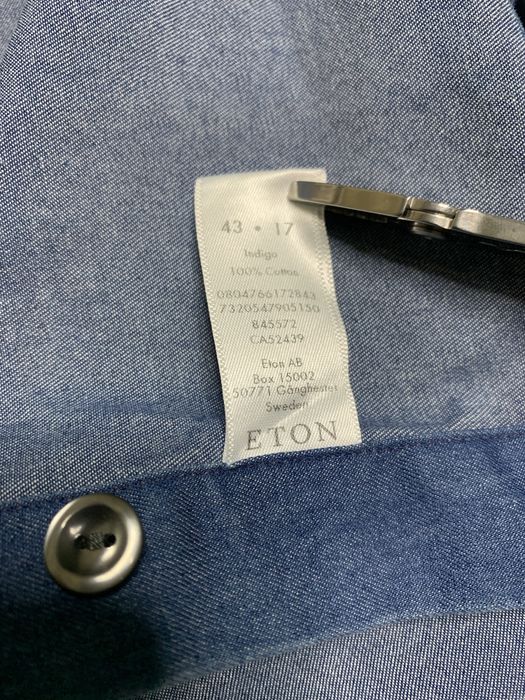 43 • 17
Indigo
100% Cotton
0804766172843
7320547905150
845572
CA52439
Eton AB
Box 15002
50771 Gånghester
Sweden
ETON